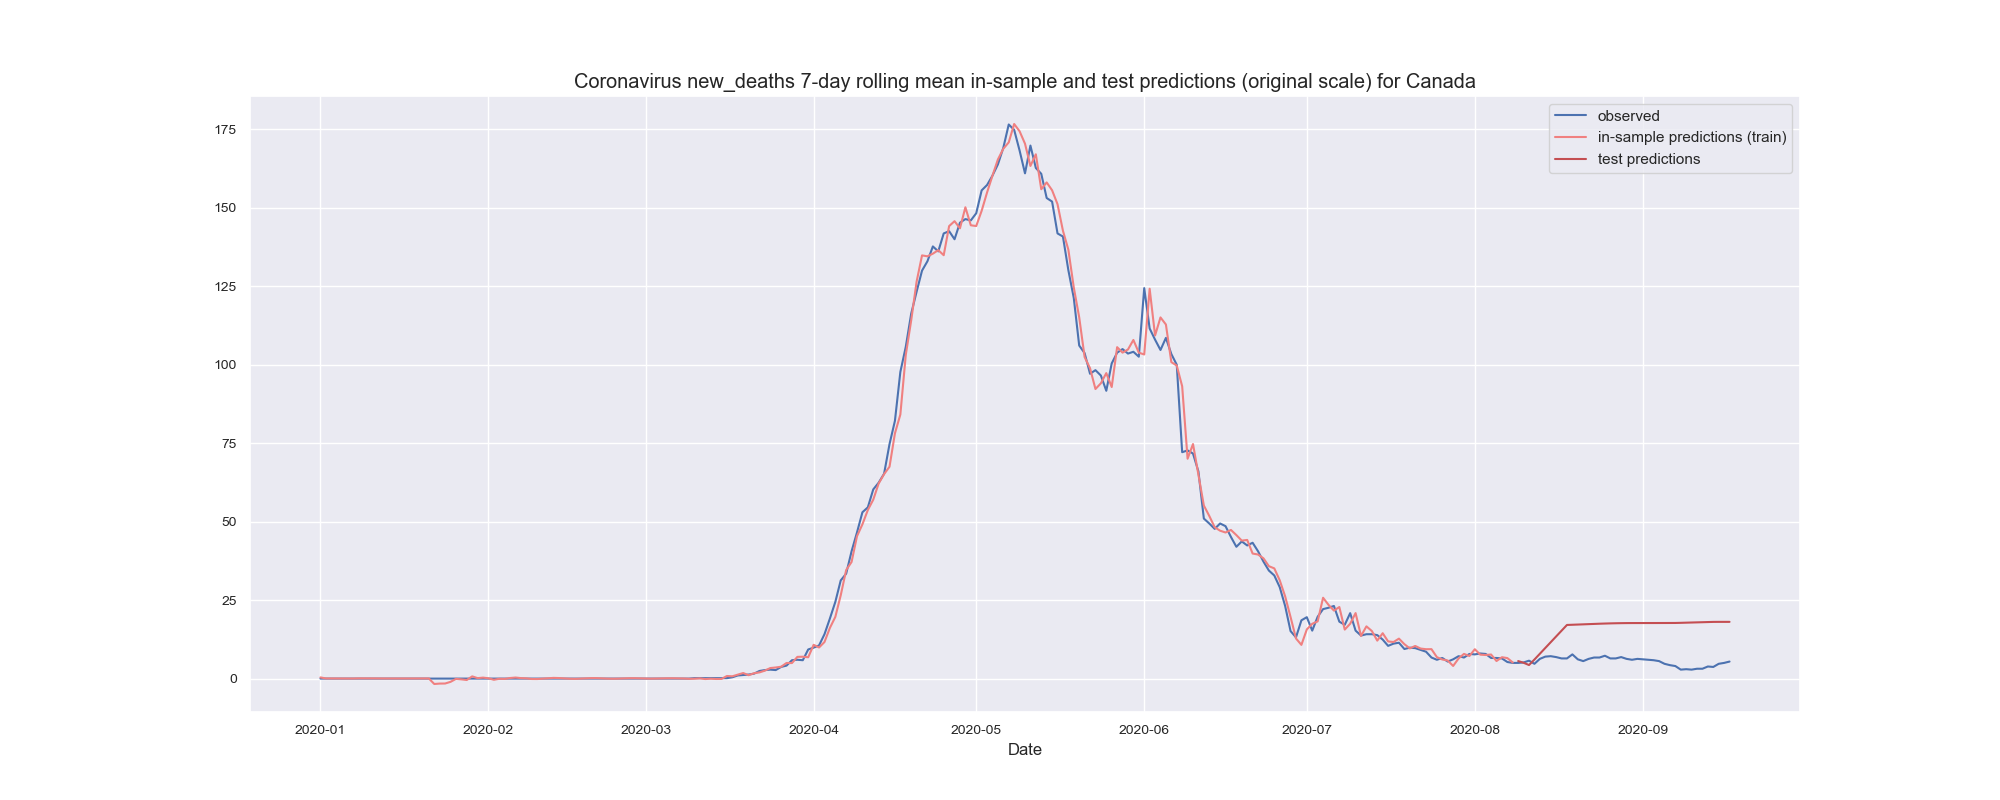 Coronavirus new_deaths 7-day rolling mean in-sample and test predictions (original scale) for Canada
observed
in-sample predictions (train)
test predictions
175
150
125
100
75
50
25
0
2020-01 2020-02 2020-03 2020-04 2020-05 2020-06 2020-07 2020-08 2020-09
Date